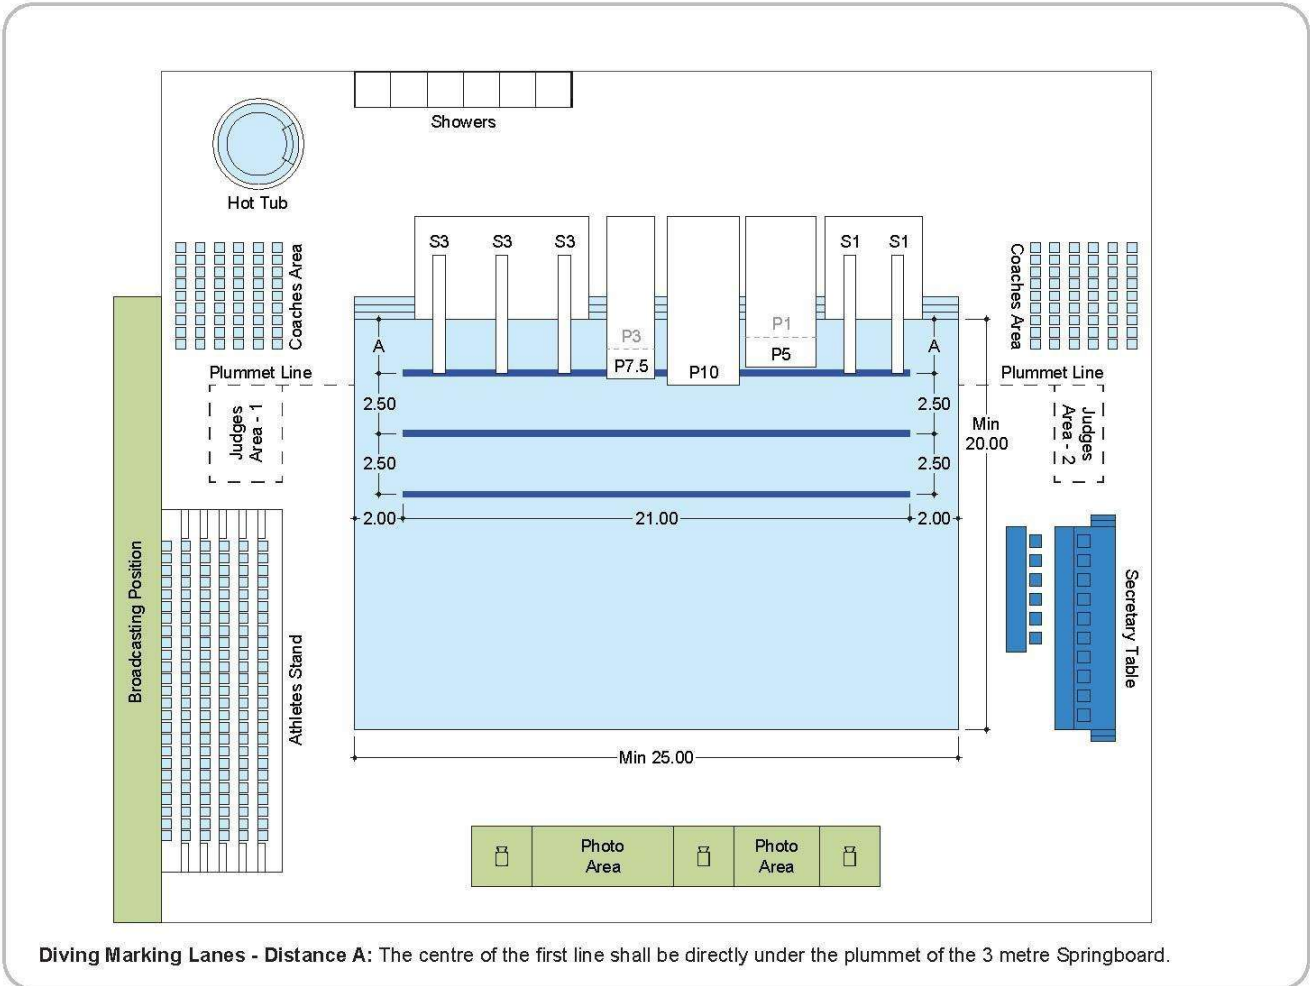 Showers
Hot Tub
S3
S3
S3
S1
S1
Coaches Area
Coaches Area
P3
P1
A
A
P7.5
P10
P5
Plummet Line
Plummet Line
2.50
2.50
Judges
Area - 1
Judges
Area - 2
Min
20.00
2.50
2.50
2.00
21.00
2.00
Broadcasting Position
Athletes Stand
Secretary Table
Min 25.00
Photo
Area
Photo
Area
Diving Marking Lanes - Distance A: The centre of the first line shall be directly under the plummet of the 3 metre Springboard.